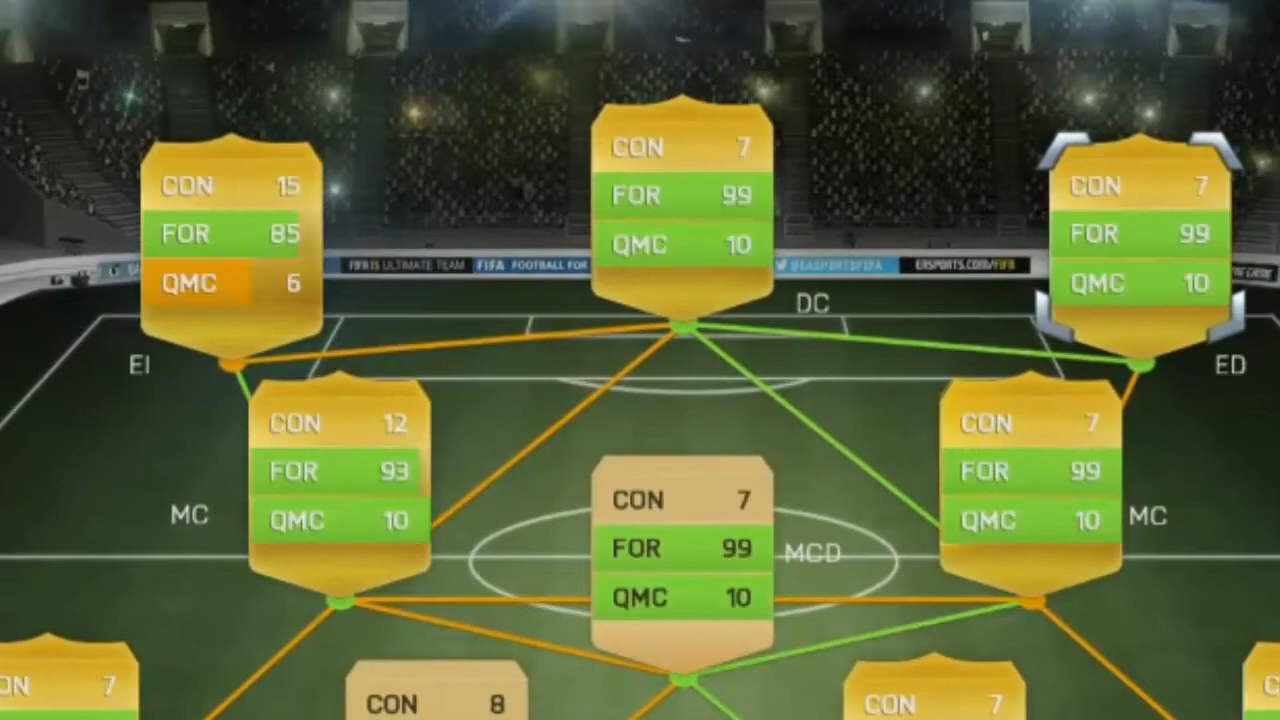 CON 7
FOR 99
QMC 10
DC
CON 15
FOR 85
QMC 6
EI
CON 7
FOR 99
QMC 10
ED
FIFA IS ULTIMATE TEAM
FIFA FOOTBALL FOR
@EASPORTSFIFA
EASPORTS.COM/FIFA
CON 12
FOR 93
QMC 10
MC
CON 7
FOR 99
QMC 10
MCD
CON 7
FOR 99
QMC 10
MC
ON 7
CON 8
CON 7
C